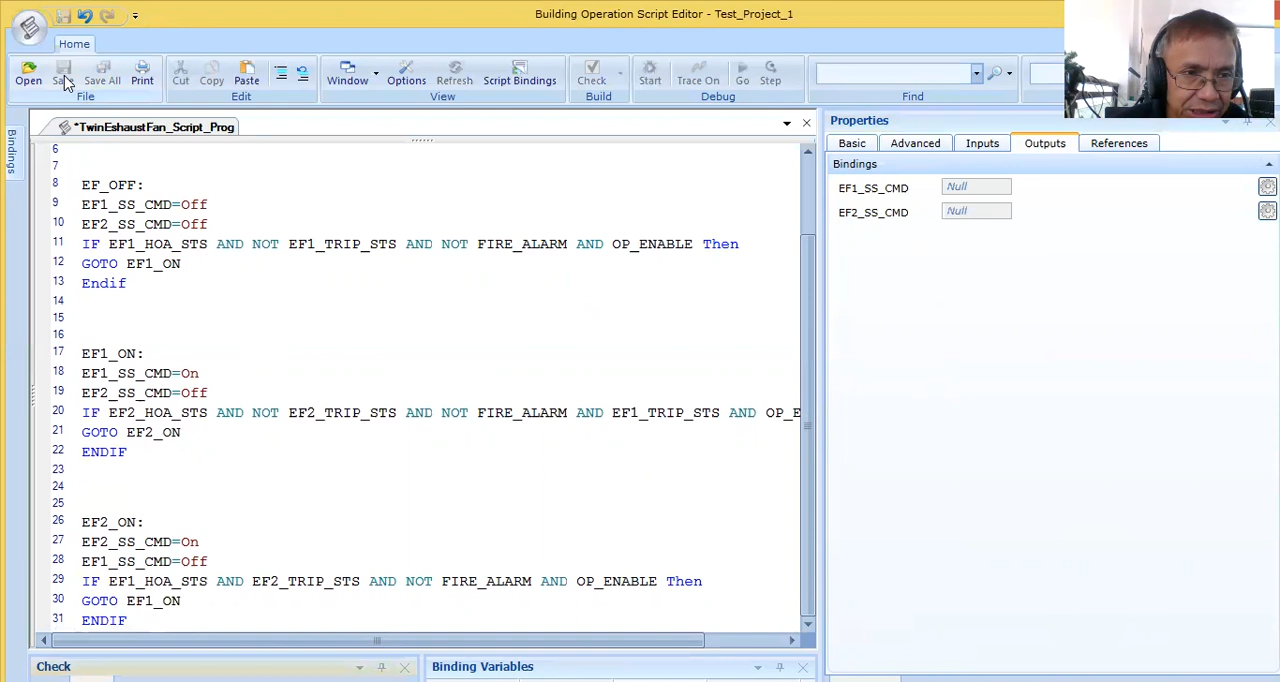 Building Operation Script Editor - Test_Project_1
Home
Open
Save
Save All
Print
Cut
Copy
Paste
Window
Options
Refresh
Script Bindings
Check
Start
Trace On
Go
Step
File
Edit
View
Build
Debug
Find
Bindings
*TwinEshaustFan_Script_Prog
6
7
8 EF_OFF:
9 EF1_SS_CMD=Off
10 EF2_SS_CMD=Off
11 IF EF1_HOA_STS AND NOT EF1_TRIP_STS AND NOT FIRE_ALARM AND OP_ENABLE Then
12 GOTO EF1_ON
13 Endif
14
15
16
17 EF1_ON:
18 EF1_SS_CMD=On
19 EF2_SS_CMD=Off
20 IF EF2_HOA_STS AND NOT EF2_TRIP_STS AND NOT FIRE_ALARM AND EF1_TRIP_STS AND OP_E
21 GOTO EF2_ON
22 ENDIF
23
24
25
26 EF2_ON:
27 EF2_SS_CMD=On
28 EF1_SS_CMD=Off
29 IF EF1_HOA_STS AND EF2_TRIP_STS AND NOT FIRE_ALARM AND OP_ENABLE Then
30 GOTO EF1_ON
31 ENDIF
Properties
Basic
Advanced
Inputs
Outputs
References
Bindings
EF1_SS_CMD Null
EF2_SS_CMD Null
Check
Binding Variables